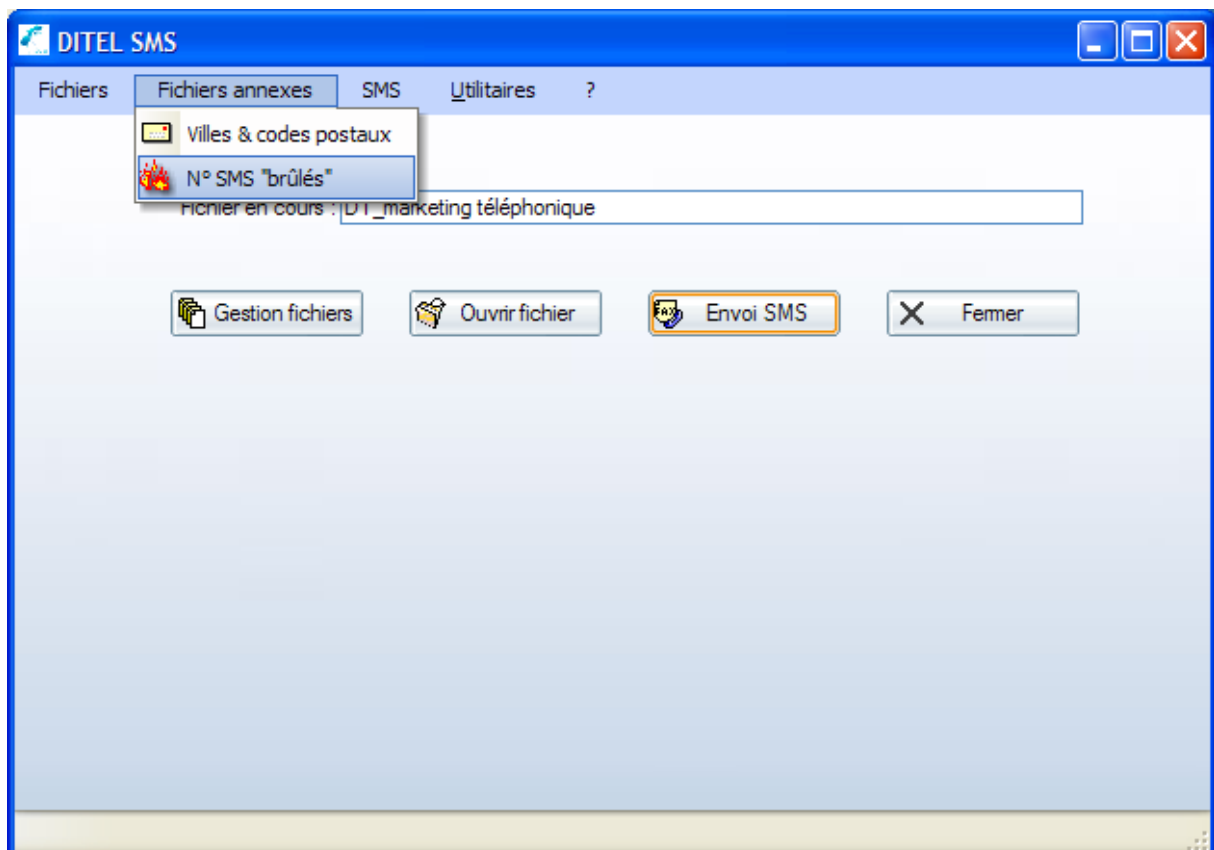 DITEL SMS
Fichiers Fichiers annexes SMS Utilitaires ?
Villes & codes postaux
N° SMS "brûlés"
Fichier en cours : DT_marketing téléphonique
Gestion fichiers Ouvrir fichier Envoi SMS Fermer